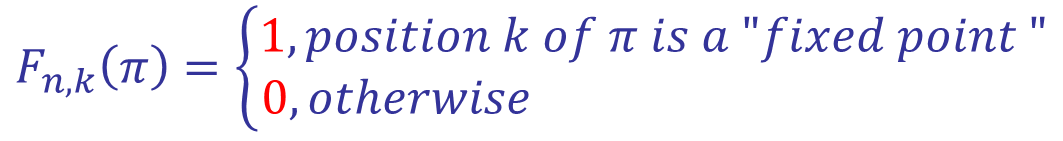 F_{n,k}(π) = { 1, position k of π is a "fixed point "
0, otherwise